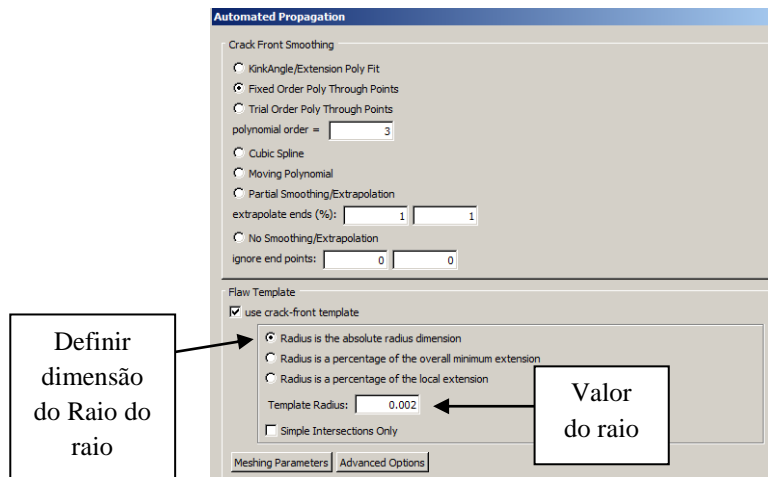 Automated Propagation
Crack Front Smoothing
KinkAngle/Extension Poly Fit
Fixed Order Poly Through Points
Trial Order Poly Through Points
polynomial order = 3
Cubic Spline
Moving Polynomial
Partial Smoothing/Extrapolation
extrapolate ends (%): 1 1
No Smoothing/Extrapolation
ignore end points: 0 0
Flaw Template
use crack-front template
Radius is the absolute radius dimension
Radius is a percentage of the overall minimum extension
Radius is a percentage of the local extension
Template Radius: 0.002
Simple Intersections Only
Meshing Parameters Advanced Options
Definir
dimensão
do Raio do
raio
Valor
do raio